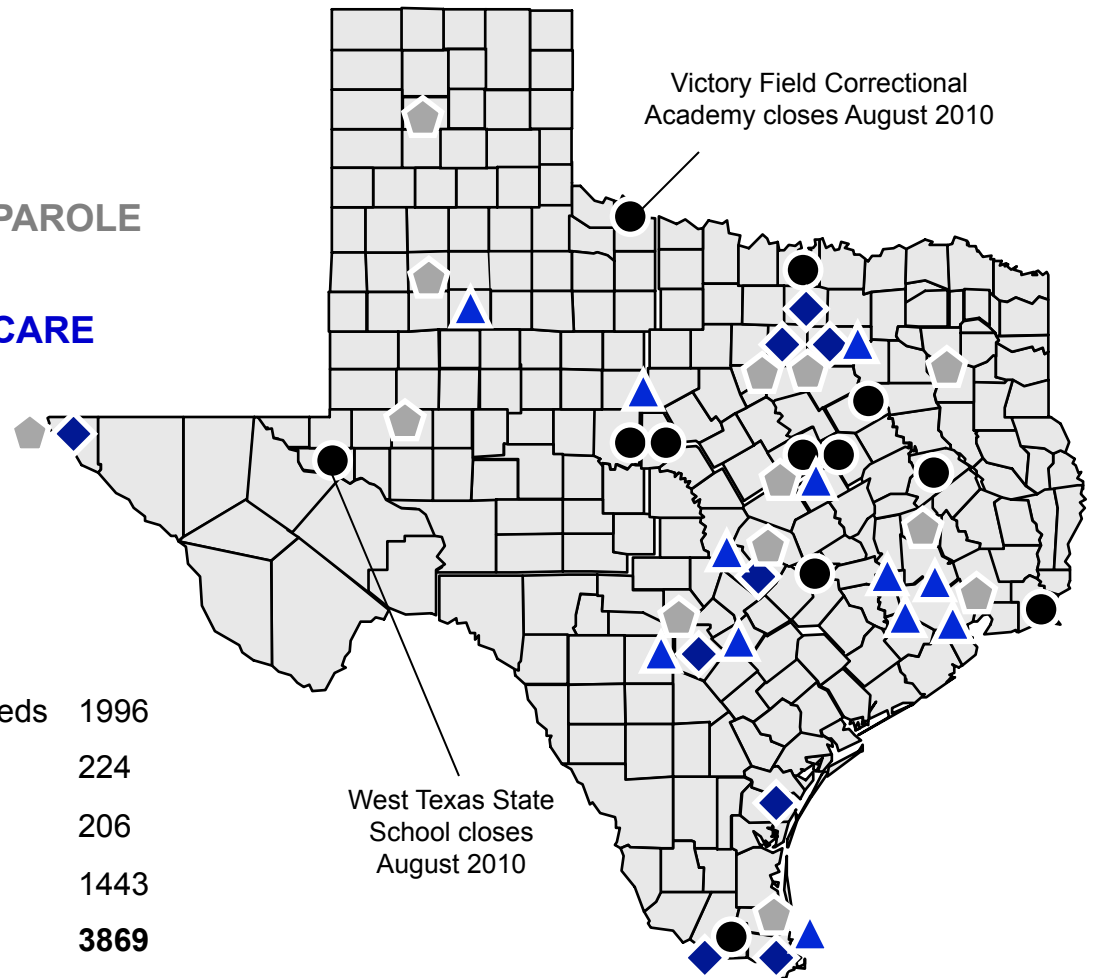 Victory Field Correctional
Academy closes August 2010
PAROLE
CARE
eds 1996
224
206
1443
3869
West Texas State
School closes
August 2010